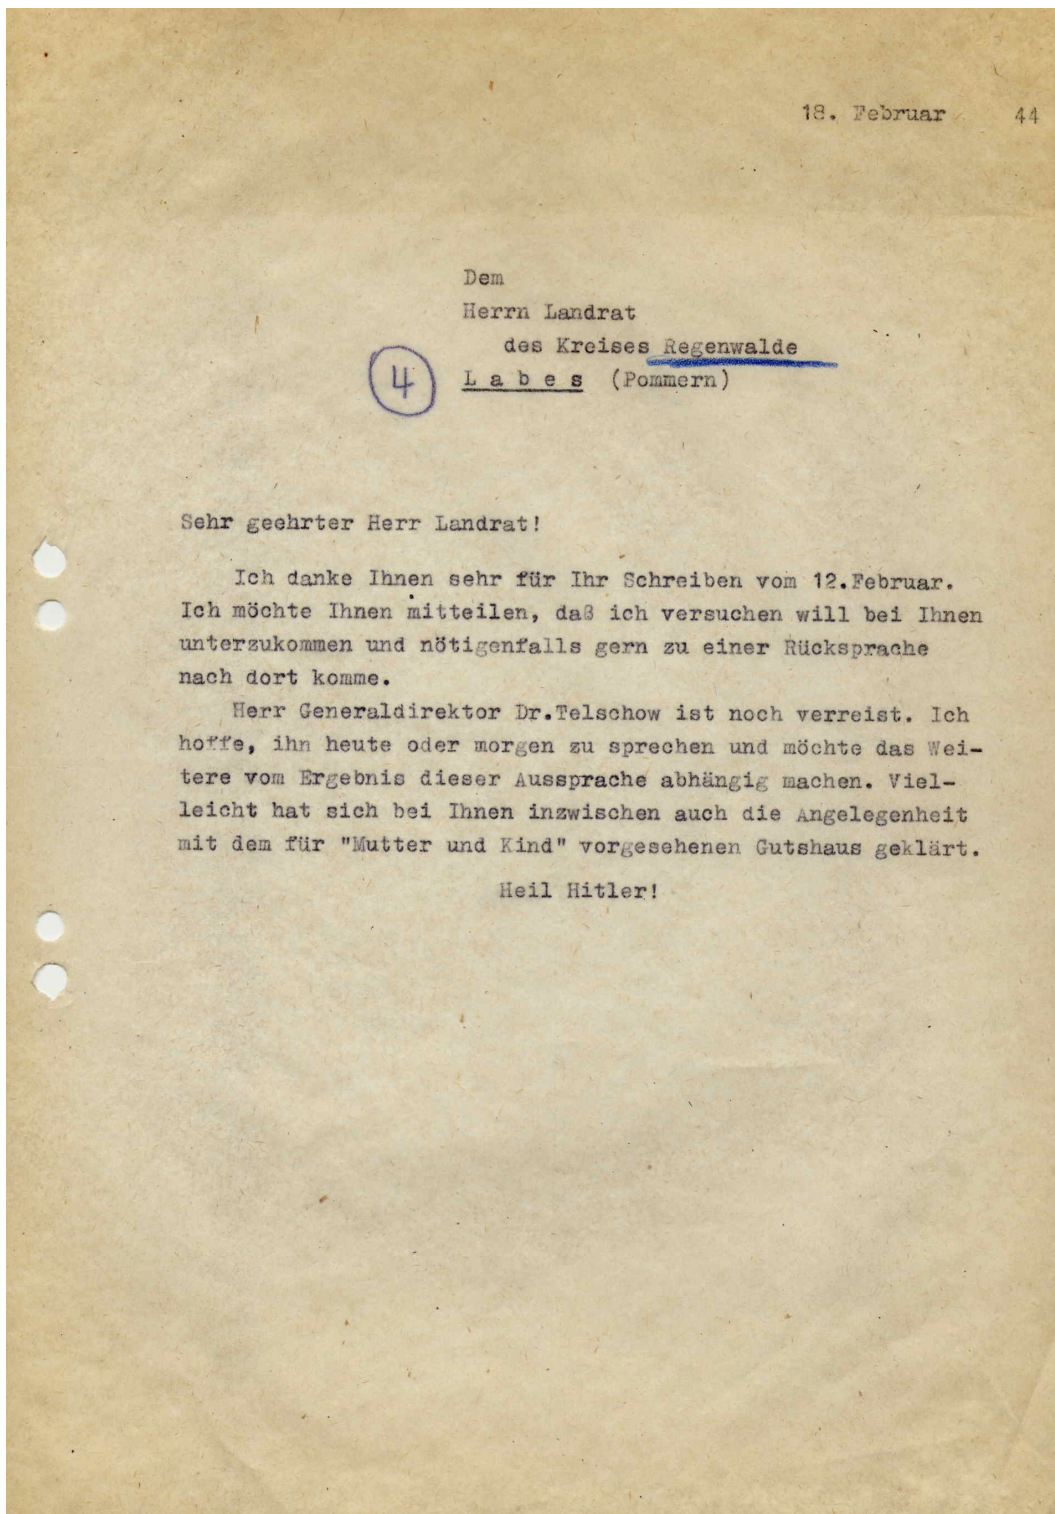 18. Februar 44
Dem
Herrn Landrat
des Kreises Regenwalde
4 L a b e s (Pommern)
Sehr geehrter Herr Landrat!
Ich danke Ihnen sehr für Ihr Schreiben vom 12.Februar.
Ich möchte Ihnen mitteilen, daß ich versuchen will bei Ihnen
unterzukommen und nötigenfalls gern zu einer Rücksprache
nach dort komme.
Herr Generaldirektor Dr.Telschow ist noch verreist. Ich
hoffe, ihn heute oder morgen zu sprechen und möchte das Wei-
tere vom Ergebnis dieser Aussprache abhängig machen. Viel-
leicht hat sich bei Ihnen inzwischen auch die Angelegenheit
mit dem für "Mutter und Kind" vorgesehenen Gutshaus geklärt.
Heil Hitler!